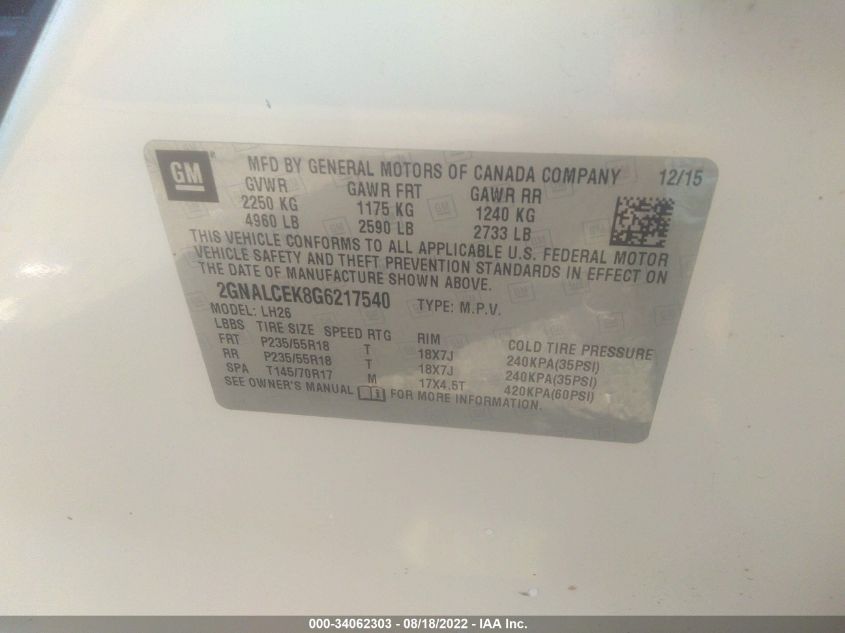 GM
MFD BY GENERAL MOTORS OF CANADA COMPANY 12/15
GVWR GAWR FRT GAWR RR
2250 KG 1175 KG 1240 KG
4960 LB 2590 LB 2733 LB
THIS VEHICLE CONFORMS TO ALL APPLICABLE U.S. FEDERAL MOTOR
VEHICLE SAFETY AND THEFT PREVENTION STANDARDS IN EFFECT ON
THE DATE OF MANUFACTURE SHOWN ABOVE.
2GNALCEK8G6217540 TYPE: M.P.V.
MODEL: LH26
LBBS TIRE SIZE SPEED RTG RIM COLD TIRE PRESSURE
FRT P235/55R18 T 18X7J 240KPA(35PSI)
RR P235/55R18 T 18X7J 240KPA(35PSI)
SPA T145/70R17 M 17X4.5T 420KPA(60PSI)
SEE OWNER'S MANUAL FOR MORE INFORMATION.
000-34062303 - 08/18/2022 - IAA Inc.